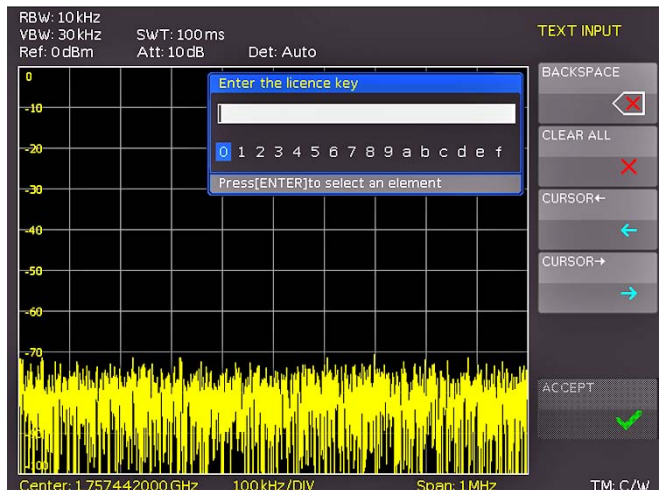 RBW: 10 kHz
VBW: 30 kHz SWT: 100 ms
Ref: 0 dBm Att: 10 dB Det: Auto
TEXT INPUT
0
-10
-20
-30
-40
-50
-60
-70
Enter the licence key
0 1 2 3 4 5 6 7 8 9 a b c d e f
Press[ENTER]to select an element
BACKSPACE
CLEAR ALL
CURSOR←
CURSOR→
ACCEPT
Center: 1.757442000 GHz 100 kHz/DIV Span: 1 MHz TM: C/W